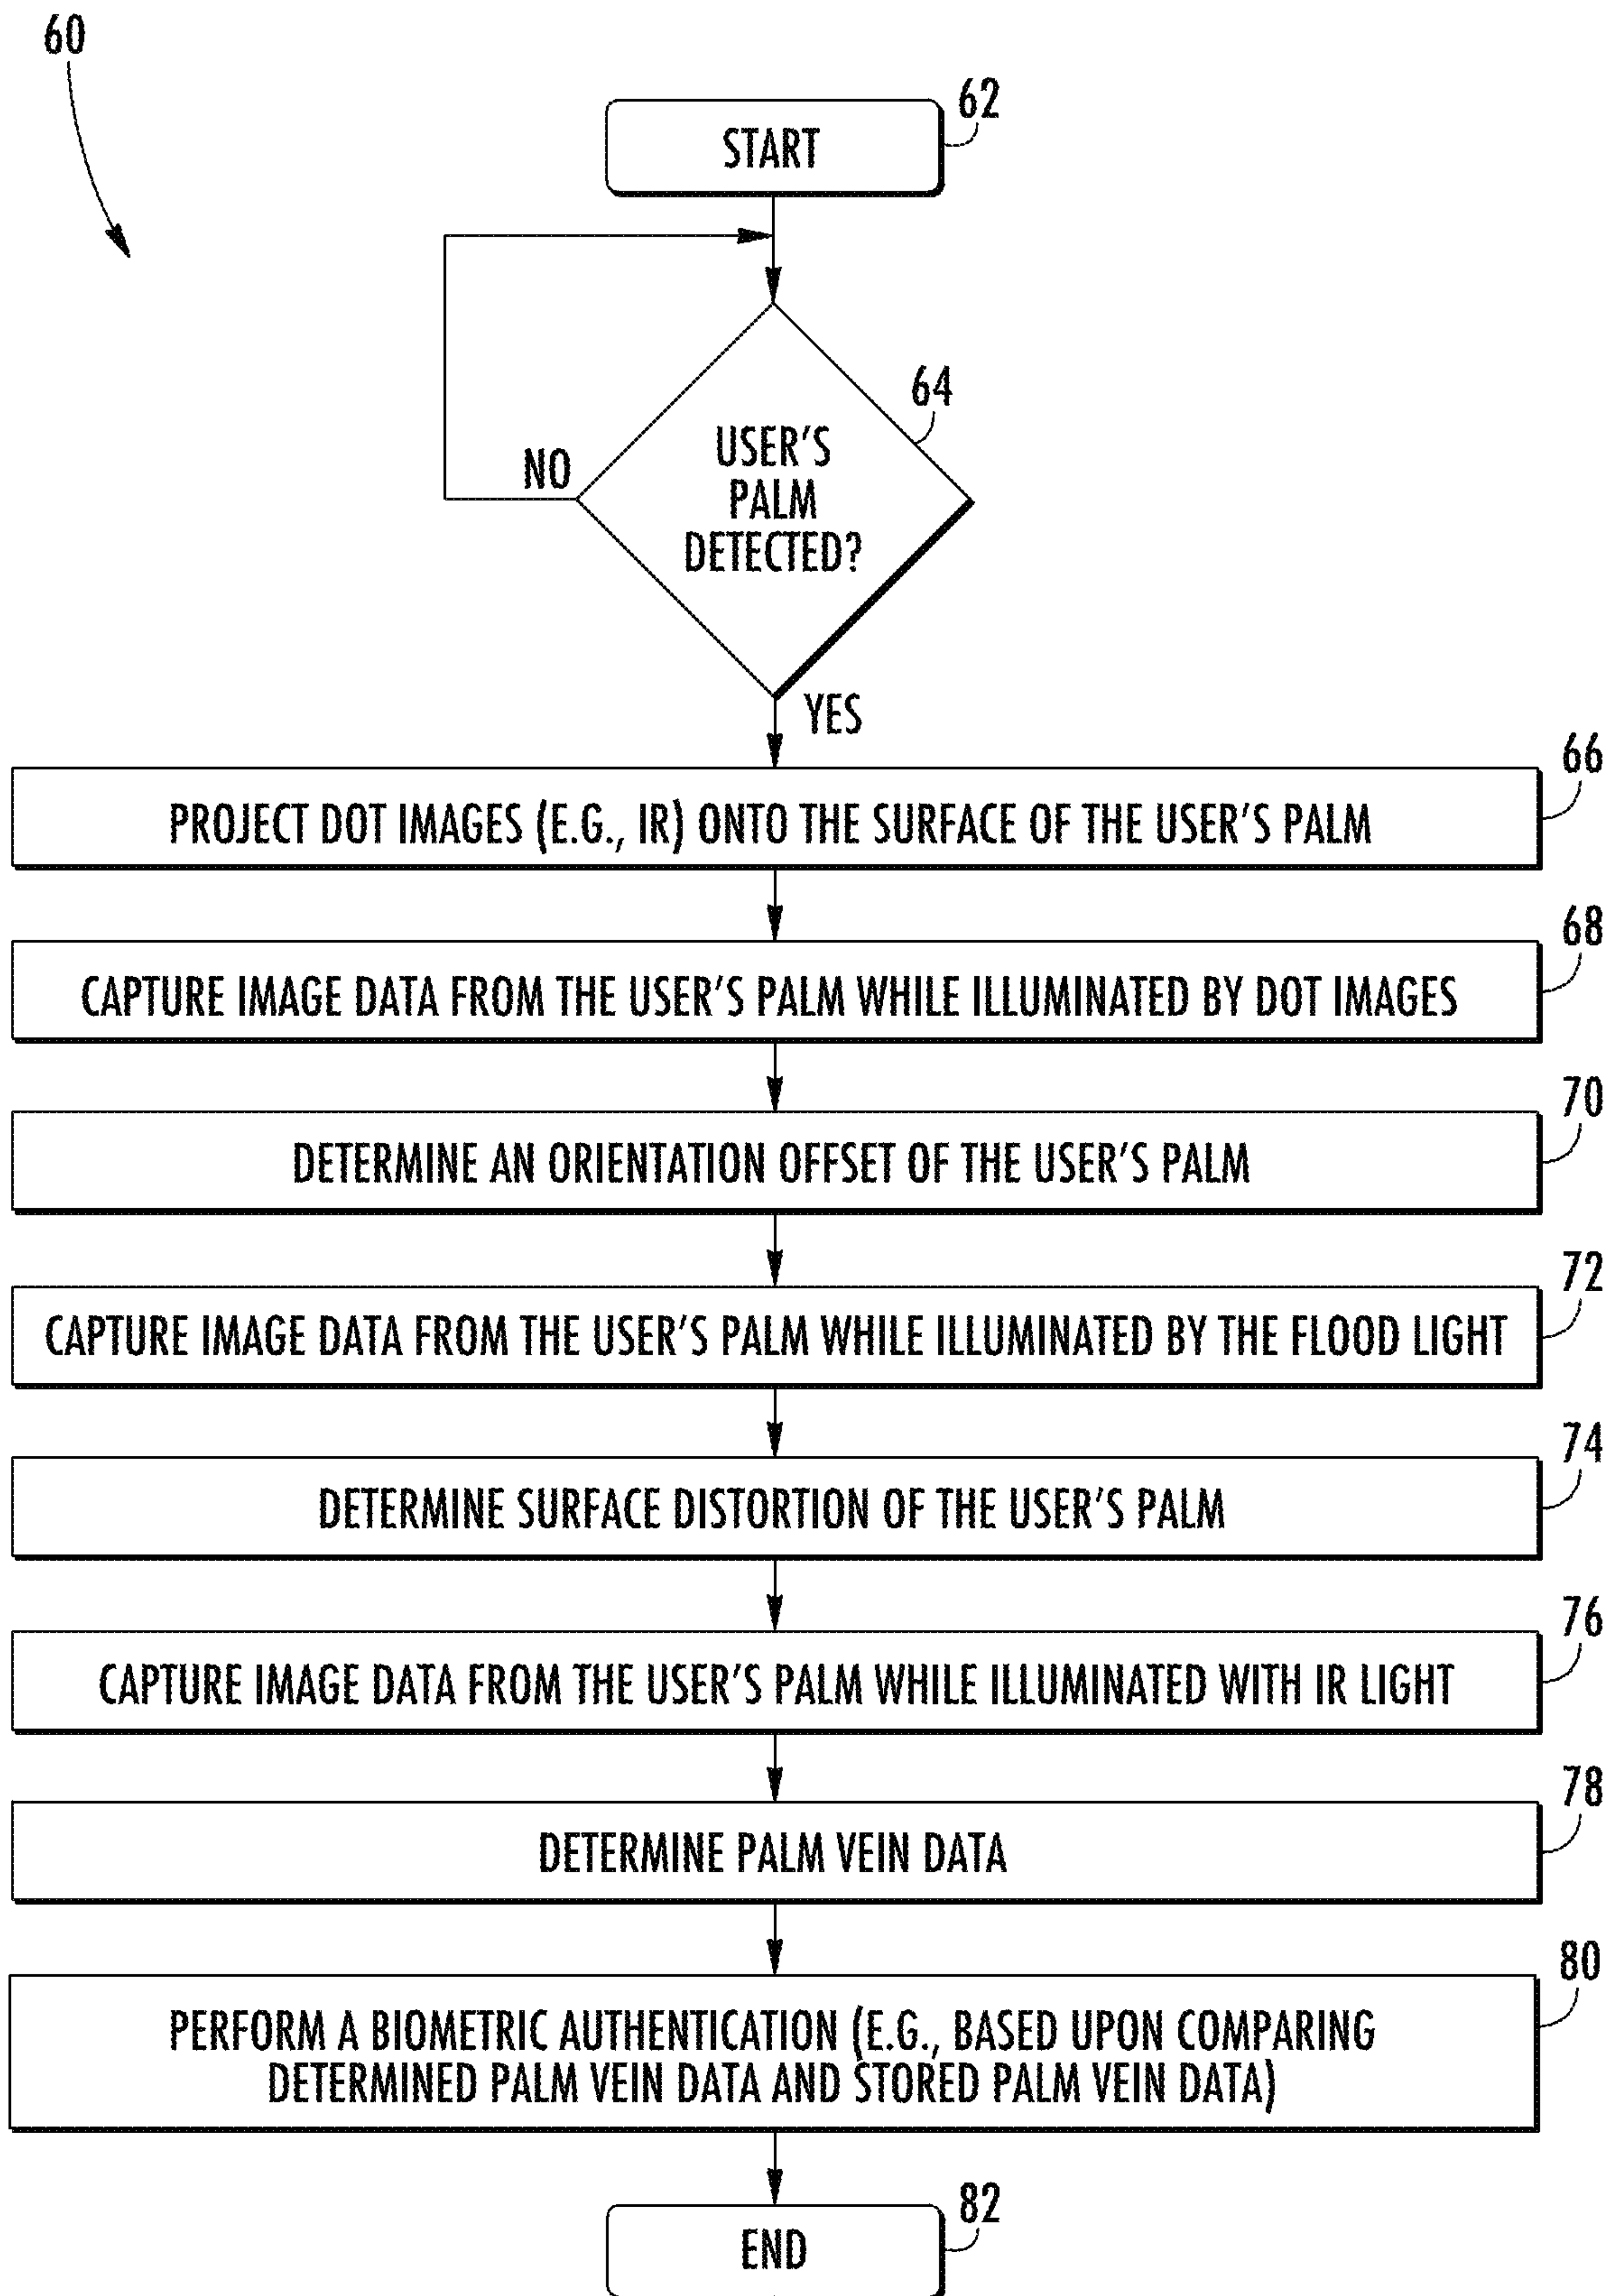 60
START
62
USER'S
PALM
DETECTED?
64
NO
YES
PROJECT DOT IMAGES (E.G., IR) ONTO THE SURFACE OF THE USER'S PALM
66
CAPTURE IMAGE DATA FROM THE USER'S PALM WHILE ILLUMINATED BY DOT IMAGES
68
DETERMINE AN ORIENTATION OFFSET OF THE USER'S PALM
70
CAPTURE IMAGE DATA FROM THE USER'S PALM WHILE ILLUMINATED BY THE FLOOD LIGHT
72
DETERMINE SURFACE DISTORTION OF THE USER'S PALM
74
CAPTURE IMAGE DATA FROM THE USER'S PALM WHILE ILLUMINATED WITH IR LIGHT
76
DETERMINE PALM VEIN DATA
78
PERFORM A BIOMETRIC AUTHENTICATION (E.G., BASED UPON COMPARING
DETERMINED PALM VEIN DATA AND STORED PALM VEIN DATA)
80
END
82